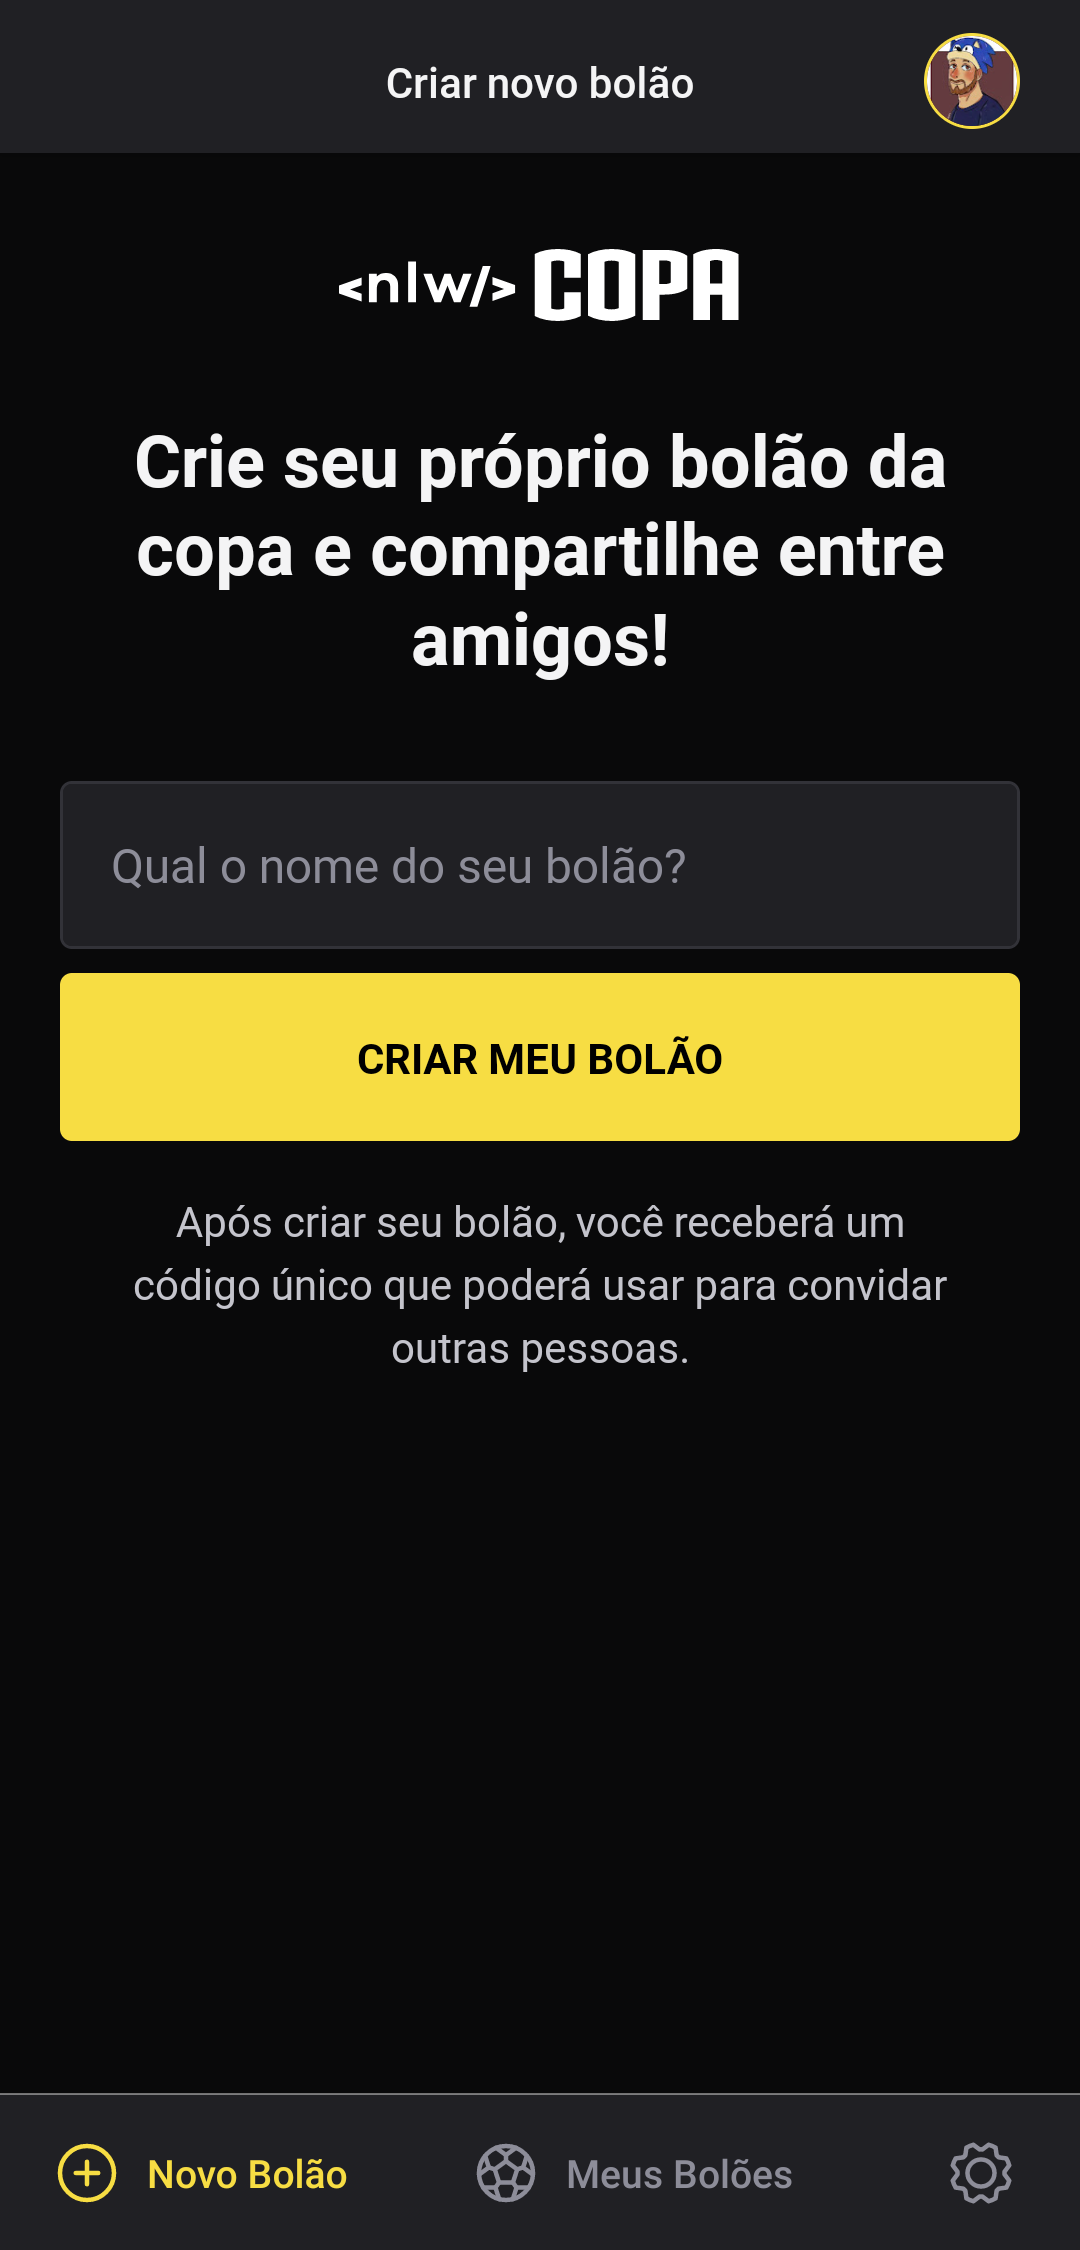 Criar novo bolão
<nlw/> COPA
Crie seu próprio bolão da
copa e compartilhe entre
amigos!
Qual o nome do seu bolão?
CRIAR MEU BOLÃO
Após criar seu bolão, você receberá um
código único que poderá usar para convidar
outras pessoas.
Novo Bolão
Meus Bolões